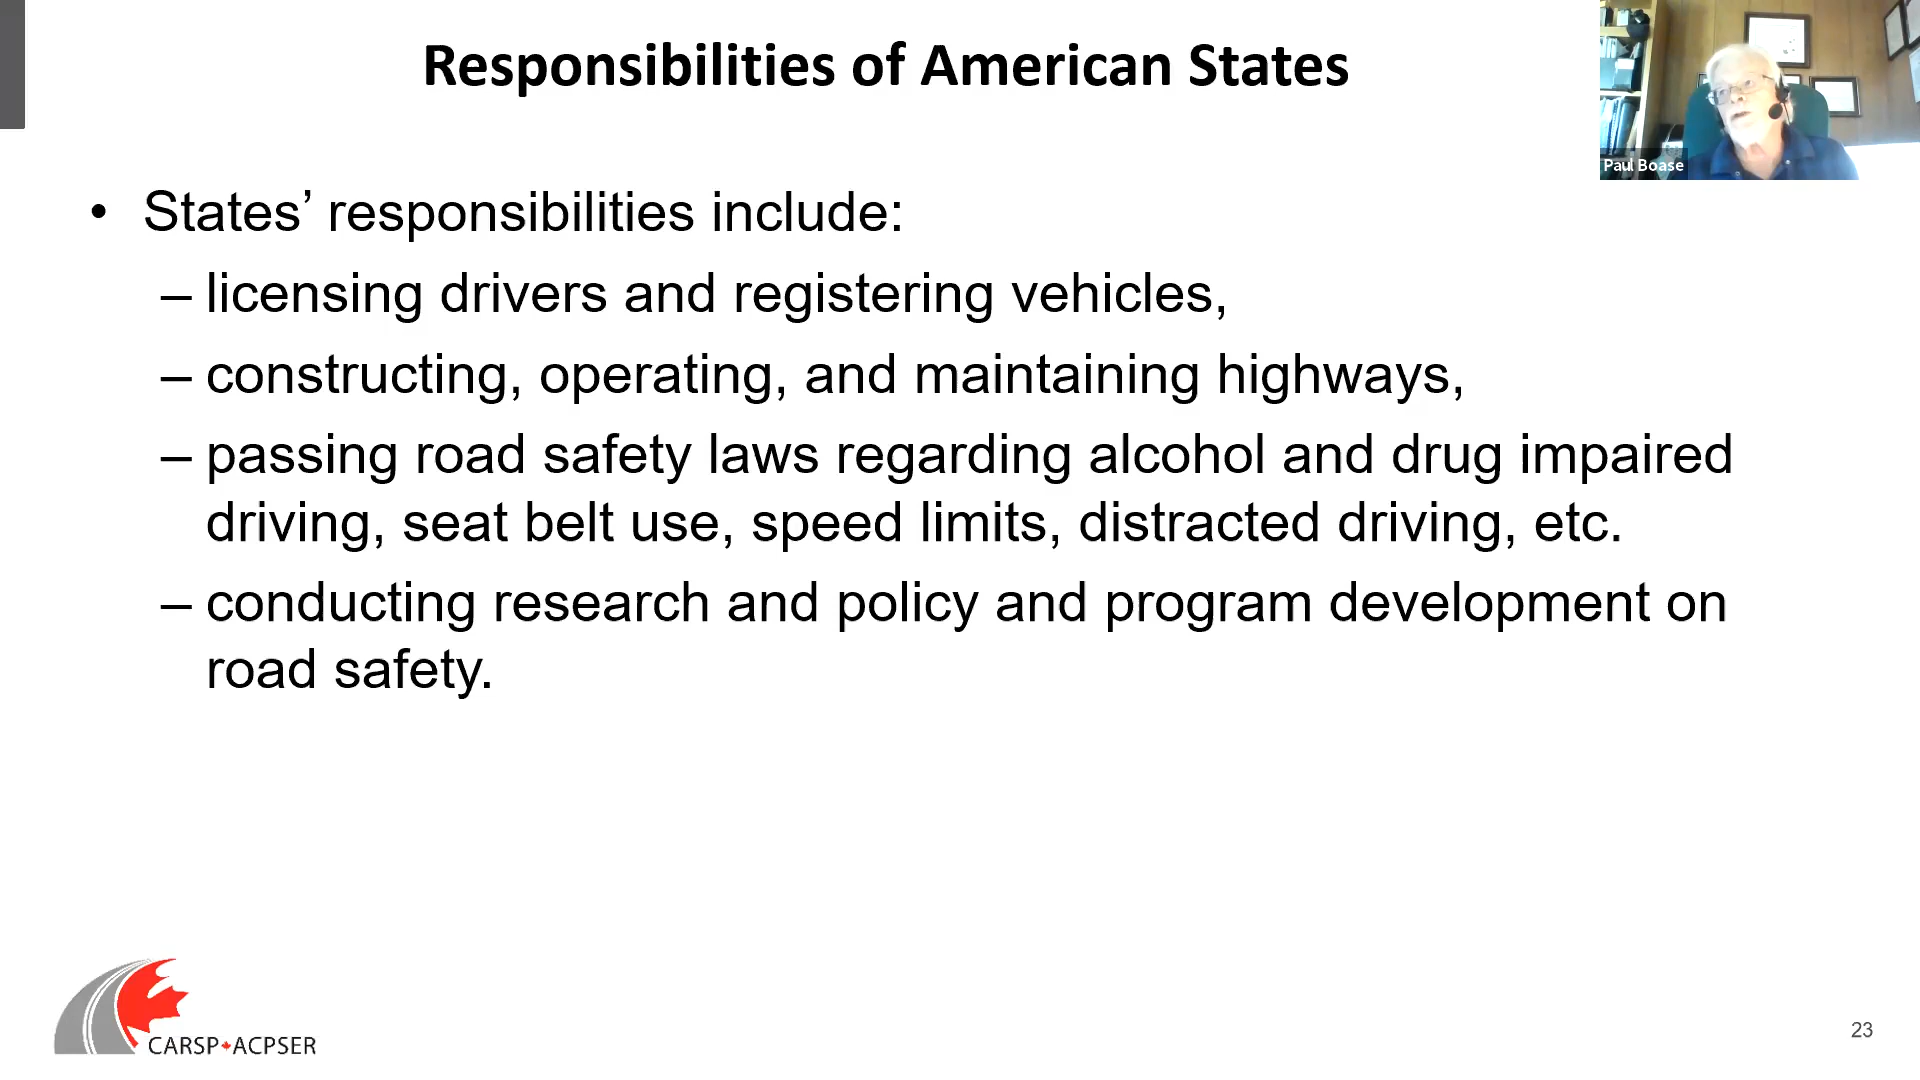 Responsibilities of American States
Paul Boase
• States’ responsibilities include:
– licensing drivers and registering vehicles,
– constructing, operating, and maintaining highways,
– passing road safety laws regarding alcohol and drug impaired
driving, seat belt use, speed limits, distracted driving, etc.
– conducting research and policy and program development on
road safety.
CARSP ACPSER
23